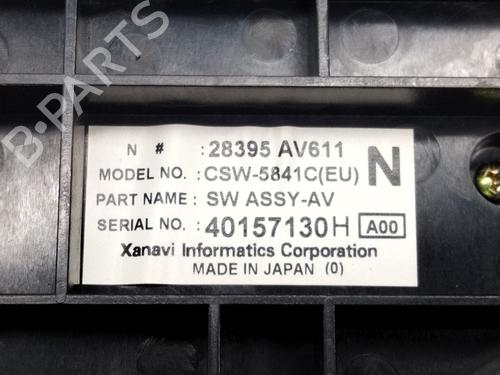 B-PARTS
N # : 28395 AV611
MODEL NO. : CSW-5841C(EU) N
PART NAME : SW ASSY-AV
SERIAL NO. : 40157130H A00
Xanavi Informatics Corporation
MADE IN JAPAN (0)